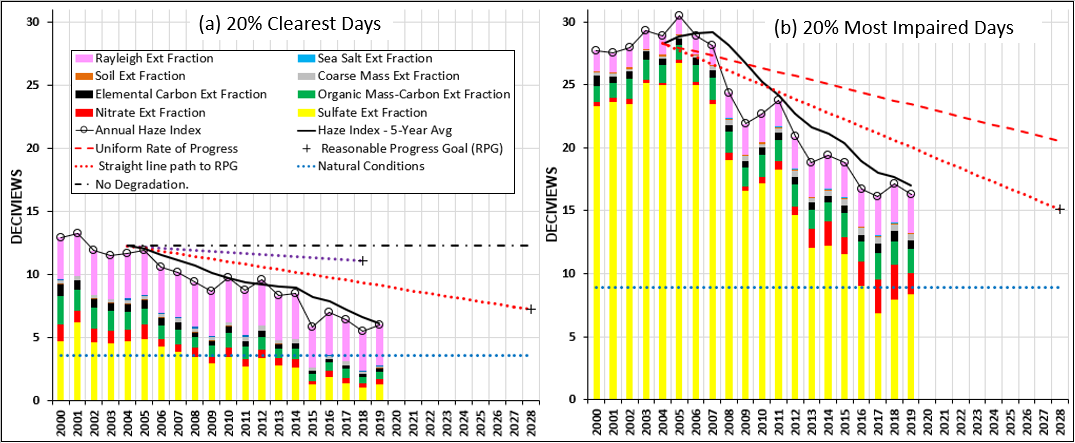 (a) 20% Clearest Days
(b) 20% Most Impaired Days
DECIVIEWS
30
25
20
15
10
5
0
Rayleigh Ext Fraction
Sea Salt Ext Fraction
Soil Ext Fraction
Coarse Mass Ext Fraction
Elemental Carbon Ext Fraction
Organic Mass-Carbon Ext Fraction
Nitrate Ext Fraction
Sulfate Ext Fraction
Annual Haze Index
Haze Index - 5-Year Avg
Uniform Rate of Progress
Reasonable Progress Goal (RPG)
Straight line path to RPG
Natural Conditions
No Degradation.
2000 2001 2002 2003 2004 2005 2006 2007 2008 2009 2010 2011 2012 2013 2014 2015 2016 2017 2018 2019 2020 2021 2022 2023 2024 2025 2026 2027 2028
DECIVIEWS
30
25
20
15
10
5
0
2000 2001 2002 2003 2004 2005 2006 2007 2008 2009 2010 2011 2012 2013 2014 2015 2016 2017 2018 2019 2020 2021 2022 2023 2024 2025 2026 2027 2028